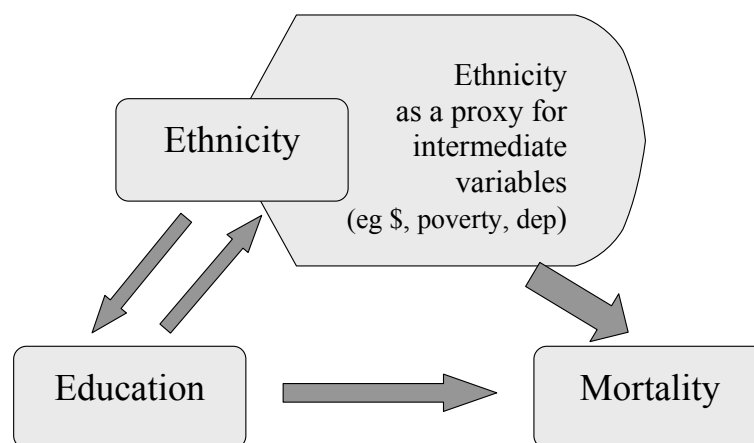 Ethnicity
as a proxy for
intermediate
variables
(eg $, poverty, dep)
Ethnicity
Education
Mortality